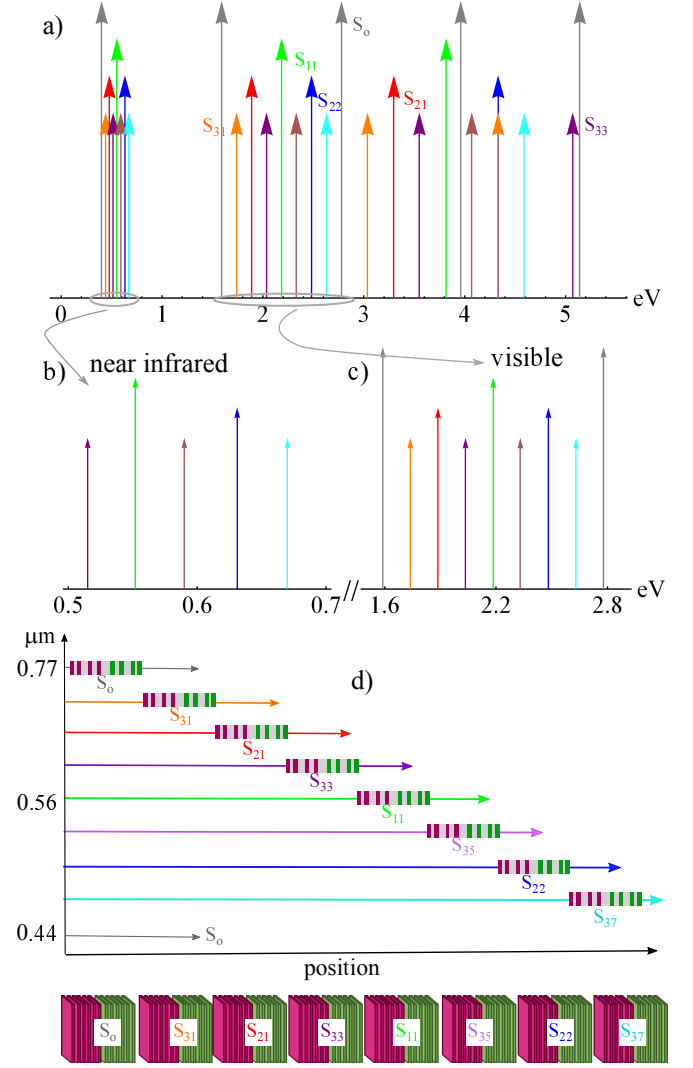 a)
S₀
S₁₁
S₂₂
S₂₁
S₃₁
S₃₃
0 1 2 3 4 5 eV
near infrared
visible
b)
c)
0.5 0.6 0.7 // 1.6 2.2 2.8 eV
μm
d)
0.77
S₀
S₃₁
S₂₁
S₃₃
0.56
S₁₁
S₃₅
S₂₂
S₃₇
0.44
S₀
position
S₀ S₃₁ S₂₁ S₃₃ S₁₁ S₃₅ S₂₂ S₃₇